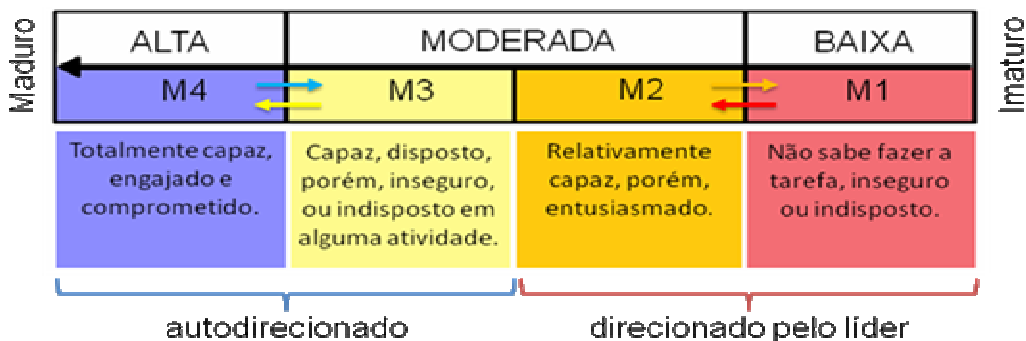 Maduro
ALTA
MODERADA
BAIXA
Imaturo
M4
M3
M2
M1
Totalmente capaz,
engajado e
comprometido.
Capaz, disposto,
porém, inseguro,
ou indisposto em
alguma atividade.
Relativamente
capaz, porém,
entusiasmado.
Não sabe fazer a
tarefa, inseguro
ou indisposto.
autodirecionado
direcionado pelo líder